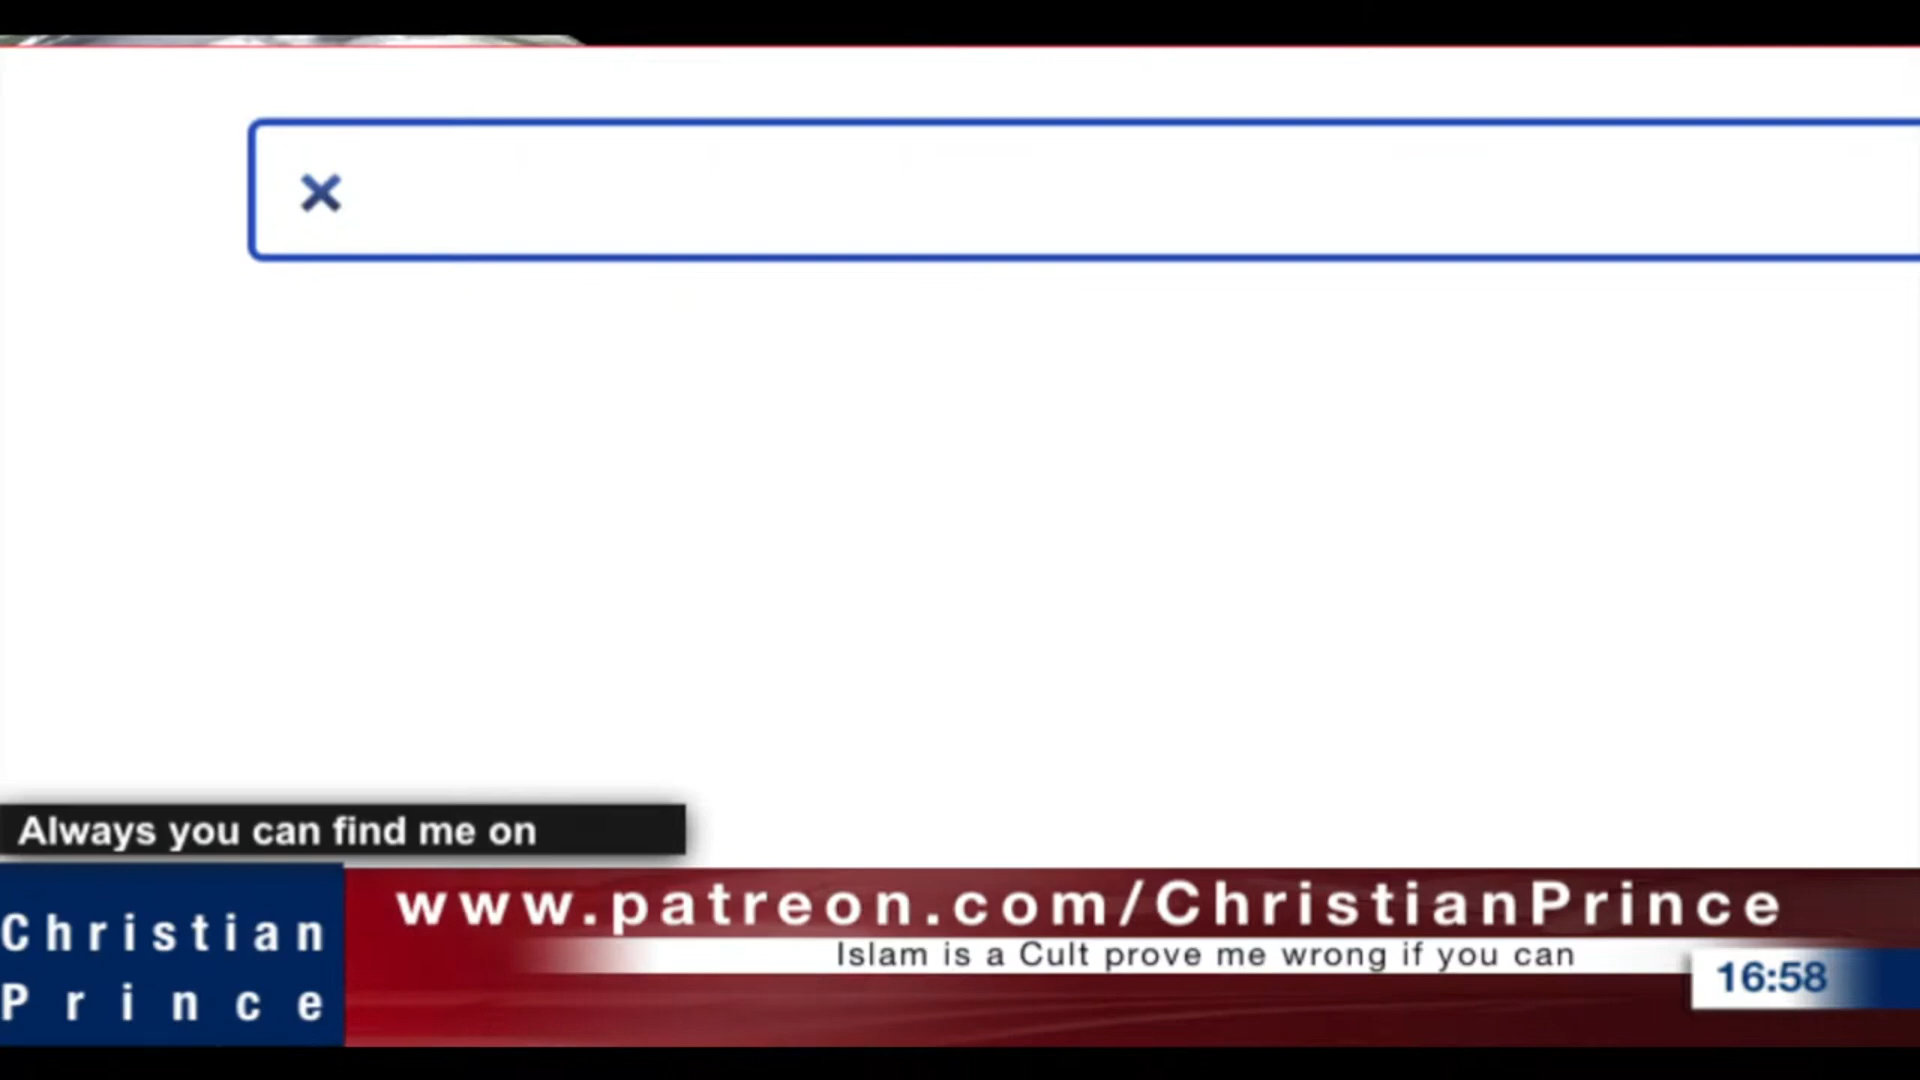 Always you can find me on
www.patreon.com/ChristianPrince
Christian
Prince
Islam is a Cult prove me wrong if you can
16:58